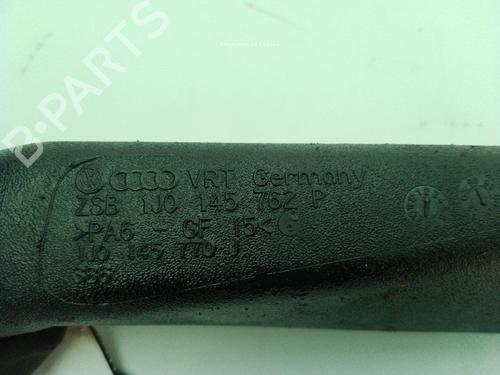 B-PARTS
VRT Germany
ZSB 1J0 145 762 P
>PA6 - GF 15<
1J0 145 770 J